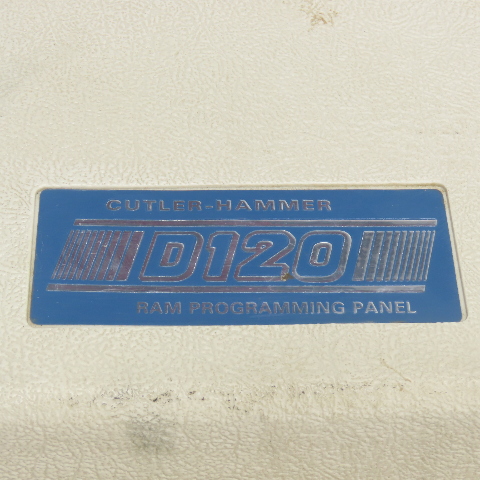 CUTLER-HAMMER
D120
RAM PROGRAMMING PANEL